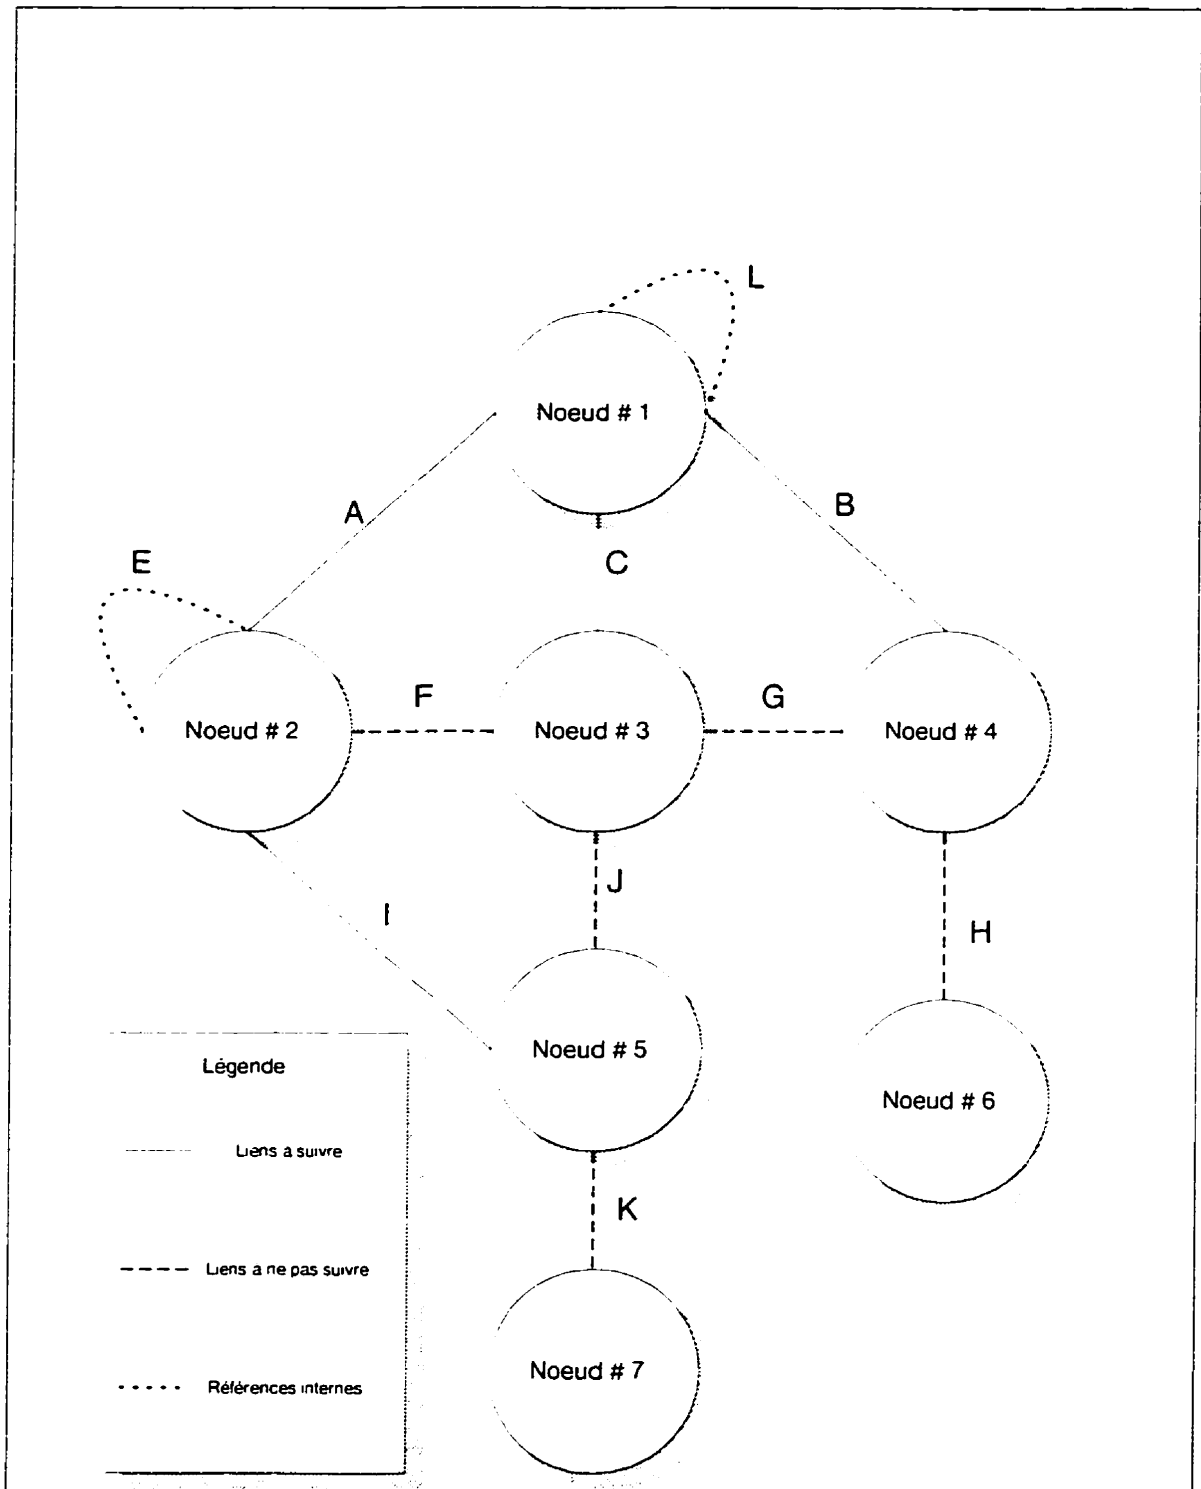 L
Noeud # 1
A
B
E
C
F
G
Noeud # 2
Noeud # 3
Noeud # 4
J
I
H
Noeud # 5
Légende
Noeud # 6
Liens a suivre
K
Liens a ne pas suivre
Noeud # 7
Références internes